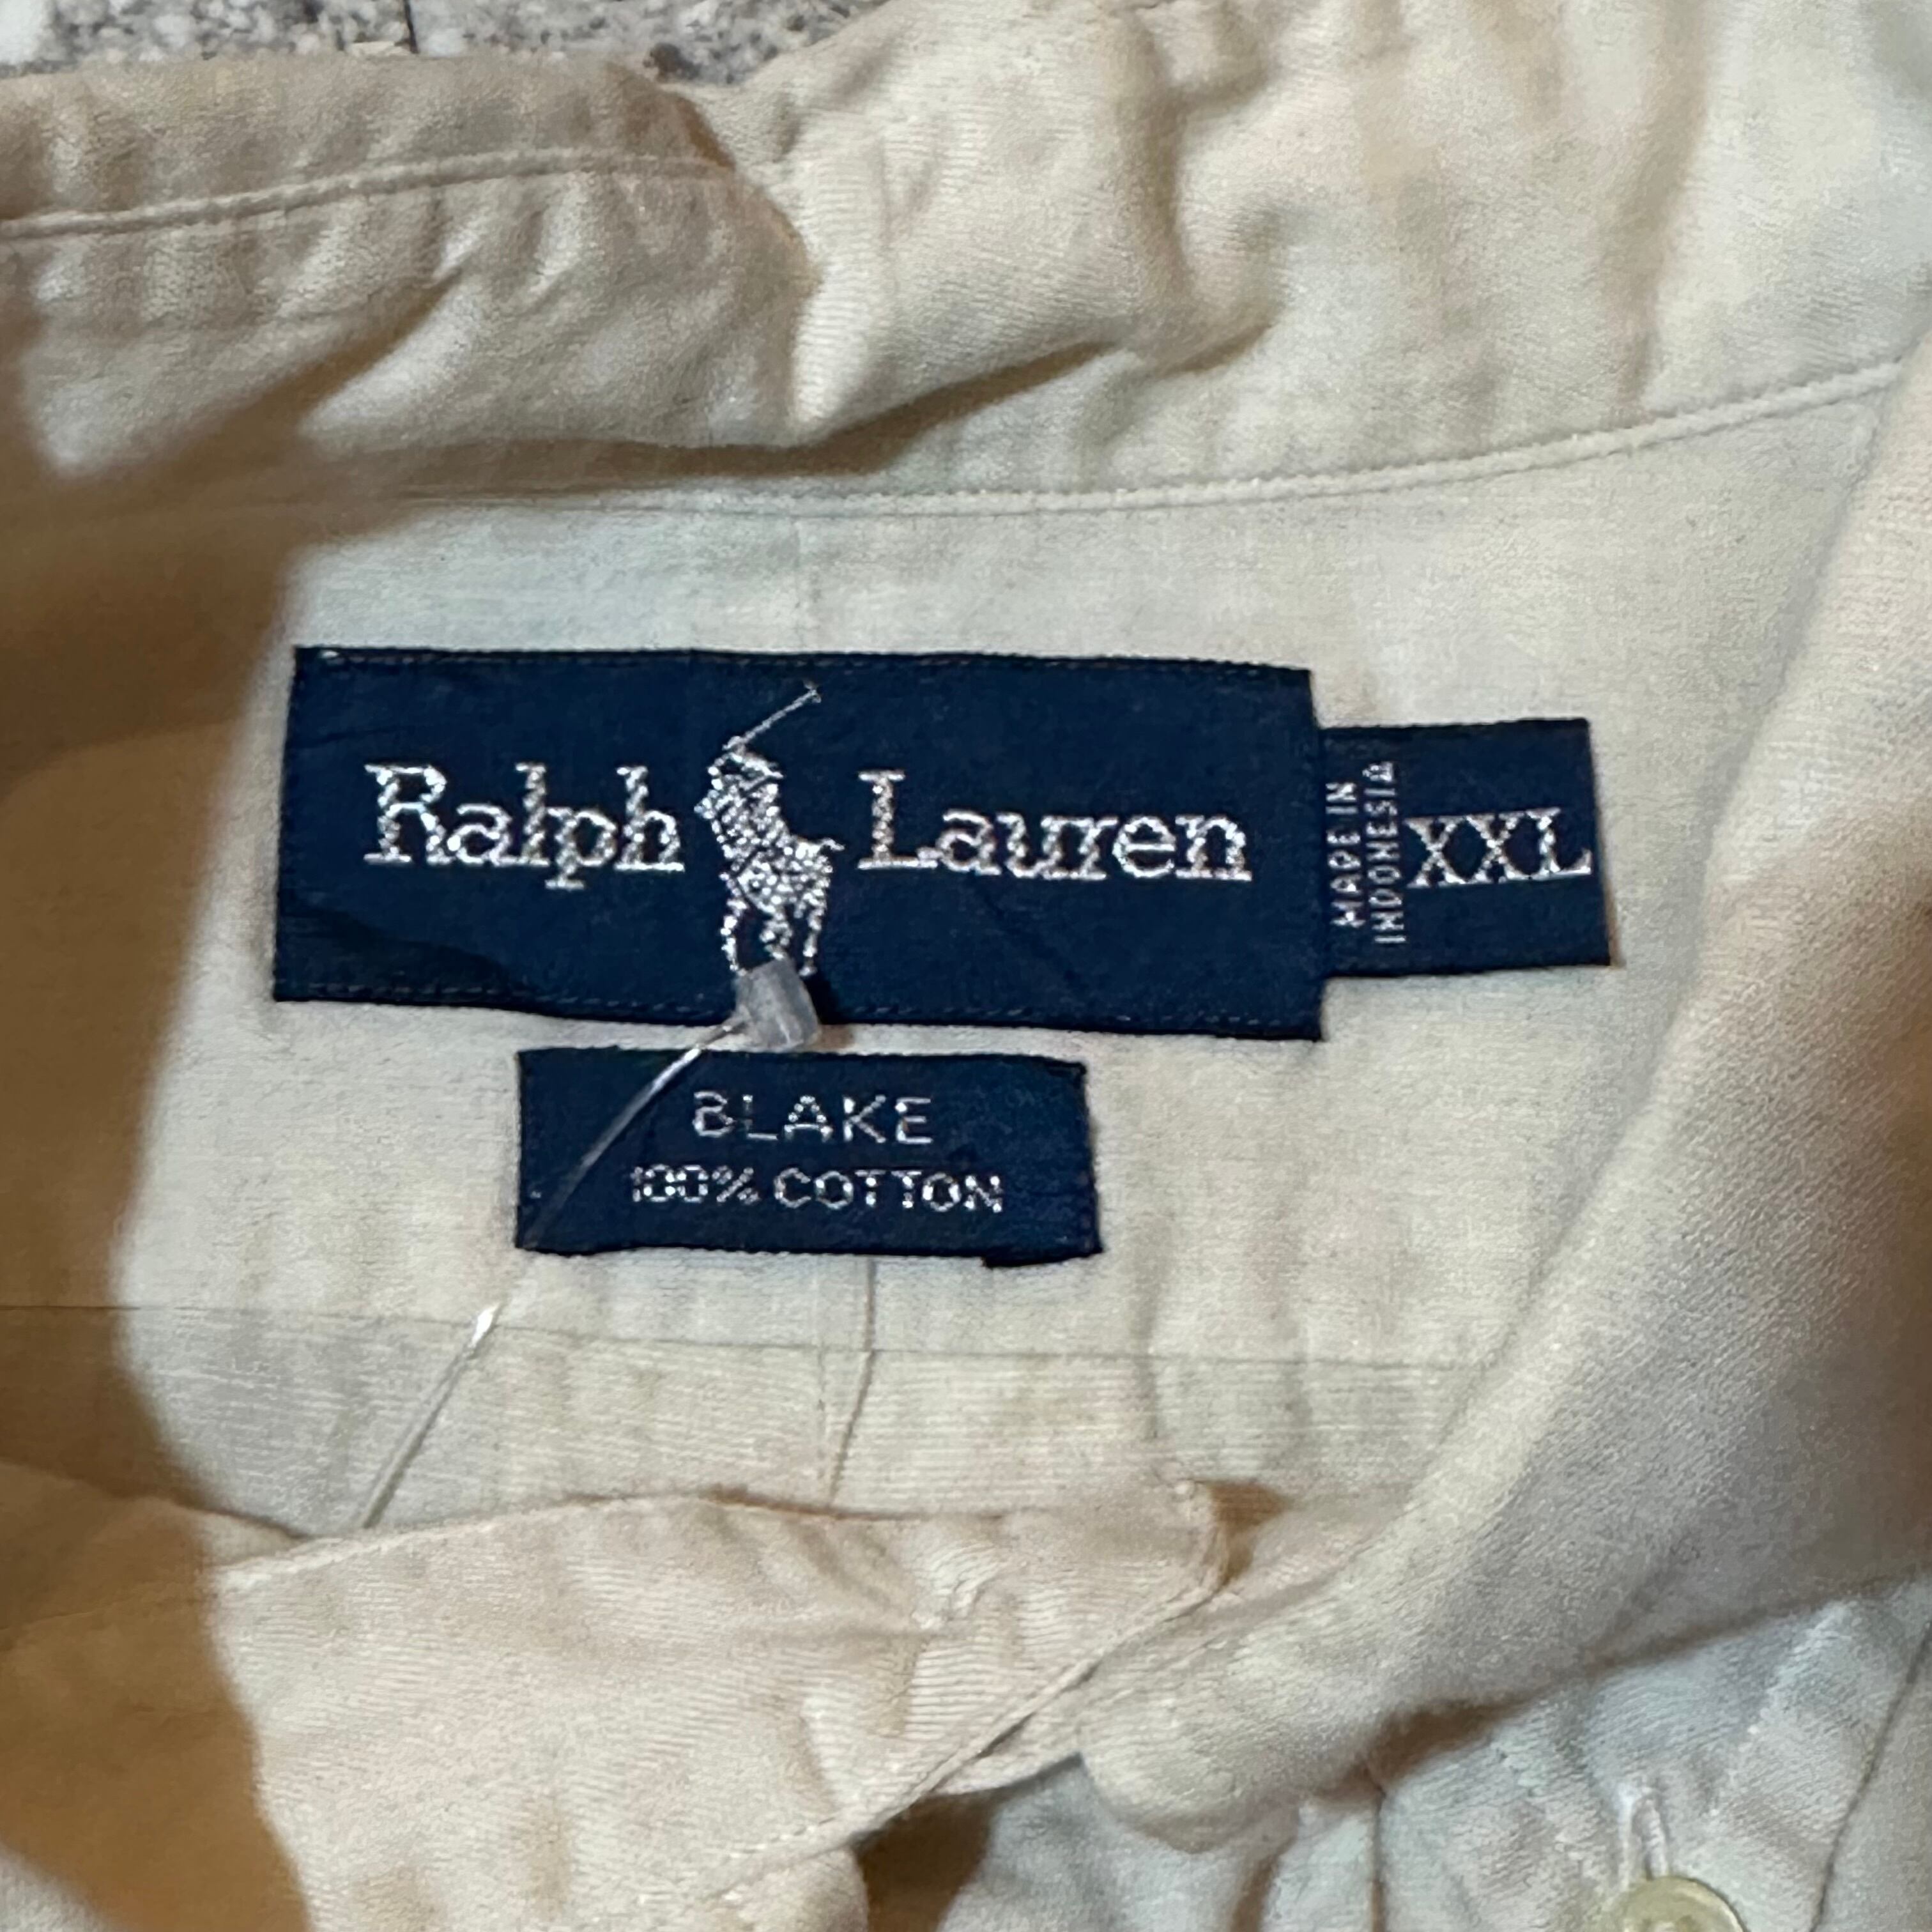 Ralph Lauren
MADE IN
INDONESIA
XXL
BLAKE
100% COTTON